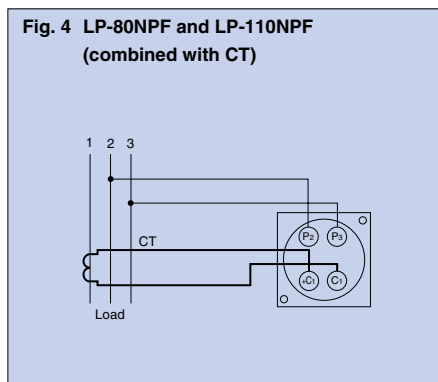 Fig. 4 LP-80NPF and LP-110NPF
(combined with CT)
1 2 3
CT
P2 P3
+C1 C1
Load